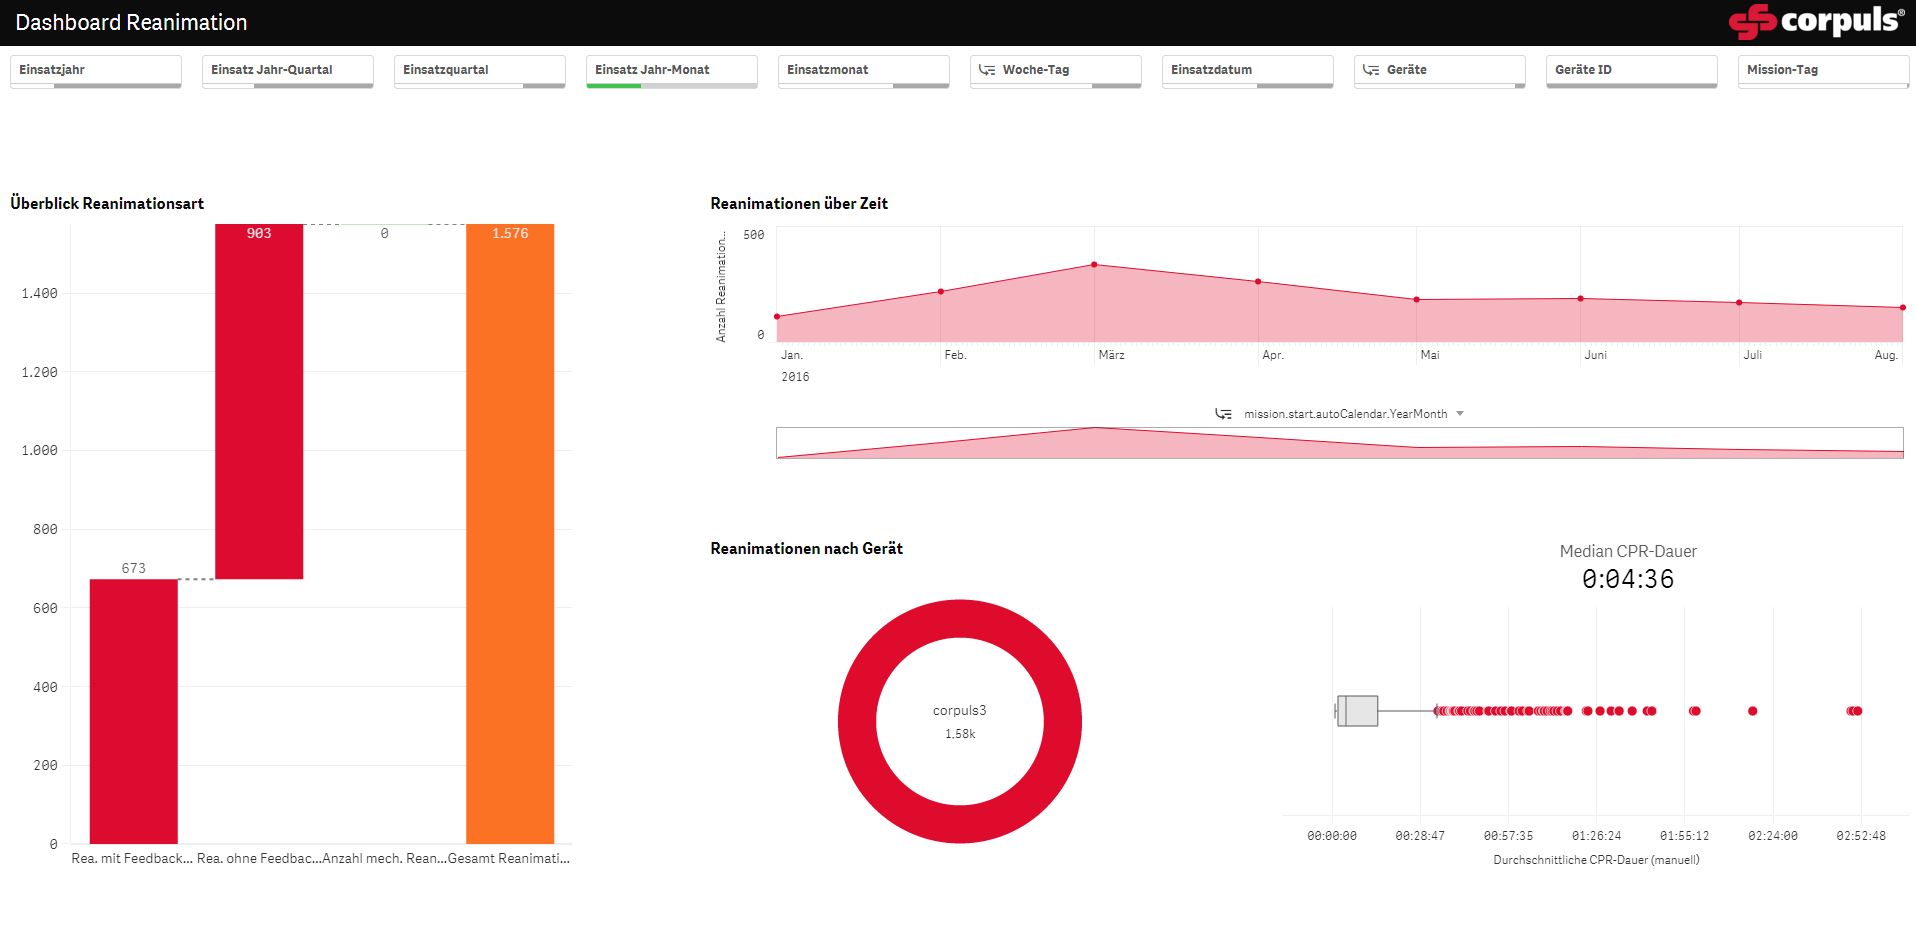 Dashboard Reanimation
corpuls®
Einsatzjahr
Einsatz Jahr-Quartal
Einsatzquartal
Einsatz Jahr-Monat
Einsatzmonat
Woche-Tag
Einsatzdatum
Geräte
Geräte ID
Mission-Tag
Überblick Reanimationsart
903
0
1.576
1.400
1.200
1.000
800
673
600
400
200
0
Rea. mit Feedback...
Rea. ohne Feedbac...
Anzahl mech. Rean...
Gesamt Reanimati...
Reanimationen über Zeit
Anzahl Reanimation...
500
0
Jan.
Feb.
März
Apr.
Mai
Juni
Juli
Aug.
2016
mission.start.autoCalendar.YearMonth
Reanimationen nach Gerät
corpuls3
1.58k
Median CPR-Dauer
0:04:36
00:00:00
00:28:47
00:57:35
01:26:24
01:55:12
02:24:00
02:52:48
Durchschnittliche CPR-Dauer (manuell)